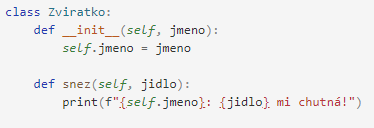 class Zviratko:
    def __init__(self, jmeno):
        self.jmeno = jmeno

    def snez(self, jidlo):
        print(f"{self.jmeno}: {jidlo} mi chutná!")